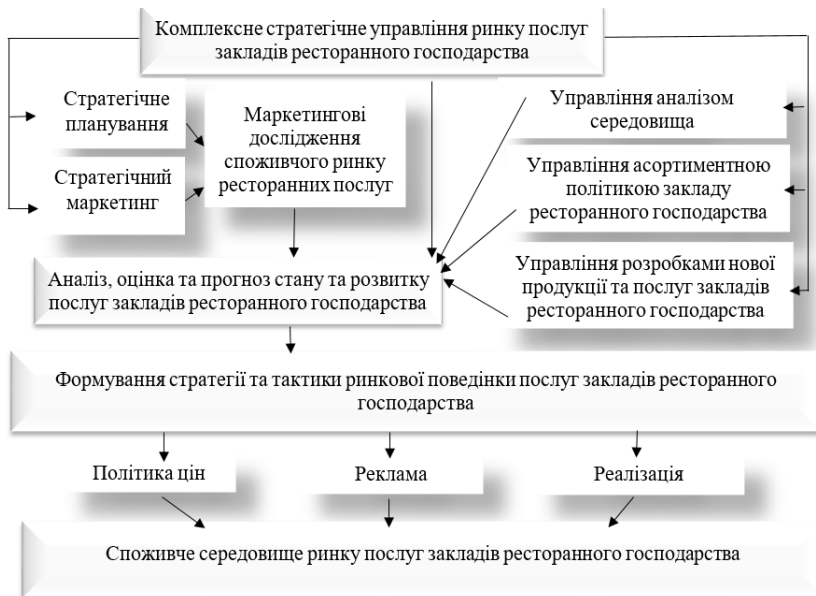 Комплексне стратегічне управління ринку послуг
закладів ресторанного господарства
Стратегічне
планування
Стратегічний
маркетинг
Маркетингові
дослідження
споживчого ринку
ресторанних послуг
Управління аналізом
середовища
Управління асортиментною
політикою закладу
ресторанного господарства
Управління розробками нової
продукції та послуг закладів
ресторанного господарства
Аналіз, оцінка та прогноз стану та розвитку
послуг закладів ресторанного господарства
Формування стратегії та тактики ринкової поведінки послуг закладів ресторанного
господарства
Політика цін
Реклама
Реалізація
Споживче середовище ринку послуг закладів ресторанного господарства